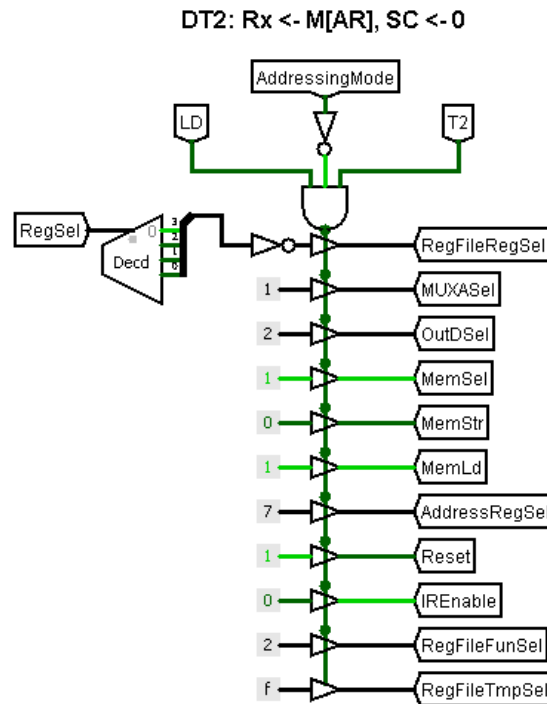 DT2: Rx <- M[AR], SC <- 0
AddressingMode
LD
T2
RegSel
0
3
2
1
0
Decd
RegFileRegSel
1
MUXASel
2
OutDSel
1
MemSel
0
MemStr
1
MemLd
7
AddressRegSel
1
Reset
0
IREnable
2
RegFileFunSel
f
RegFileTmpSel